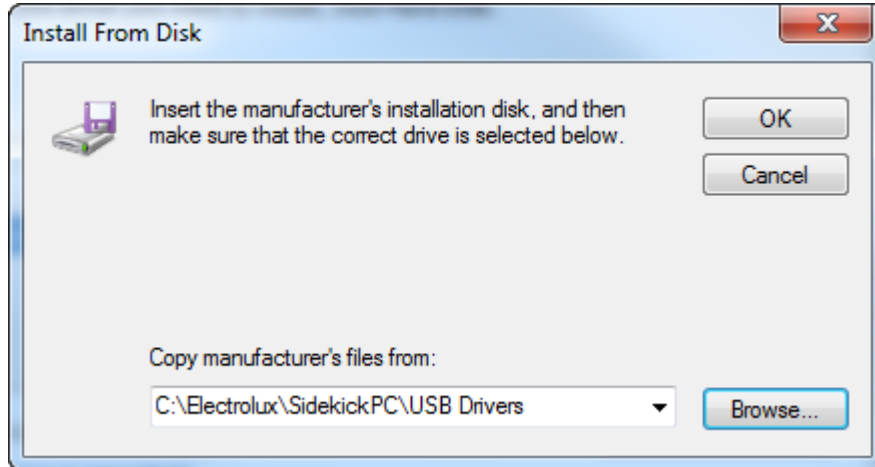 Install From Disk
Insert the manufacturer's installation disk, and then
make sure that the correct drive is selected below.
OK
Cancel
Copy manufacturer's files from:
C:\Electrolux\SidekickPC\USB Drivers
Browse...